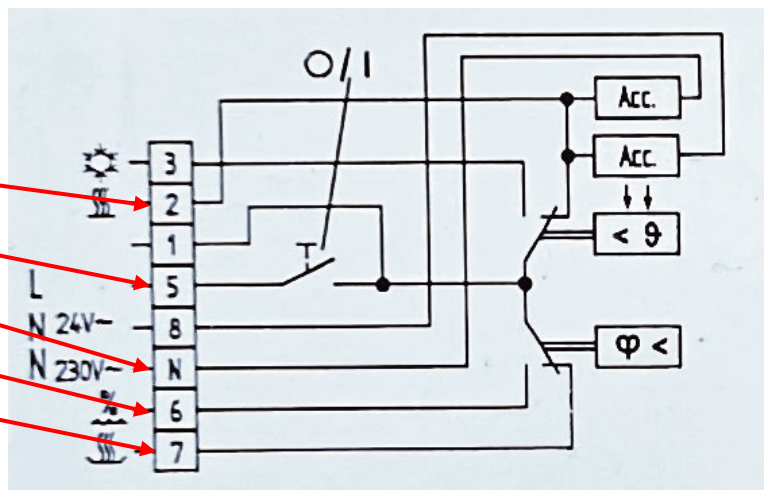 O/I
Acc.
3
Acc.
2
1
< ϑ
L 5
N 24V~ 8
N 230V~ N
φ <
% 6
7